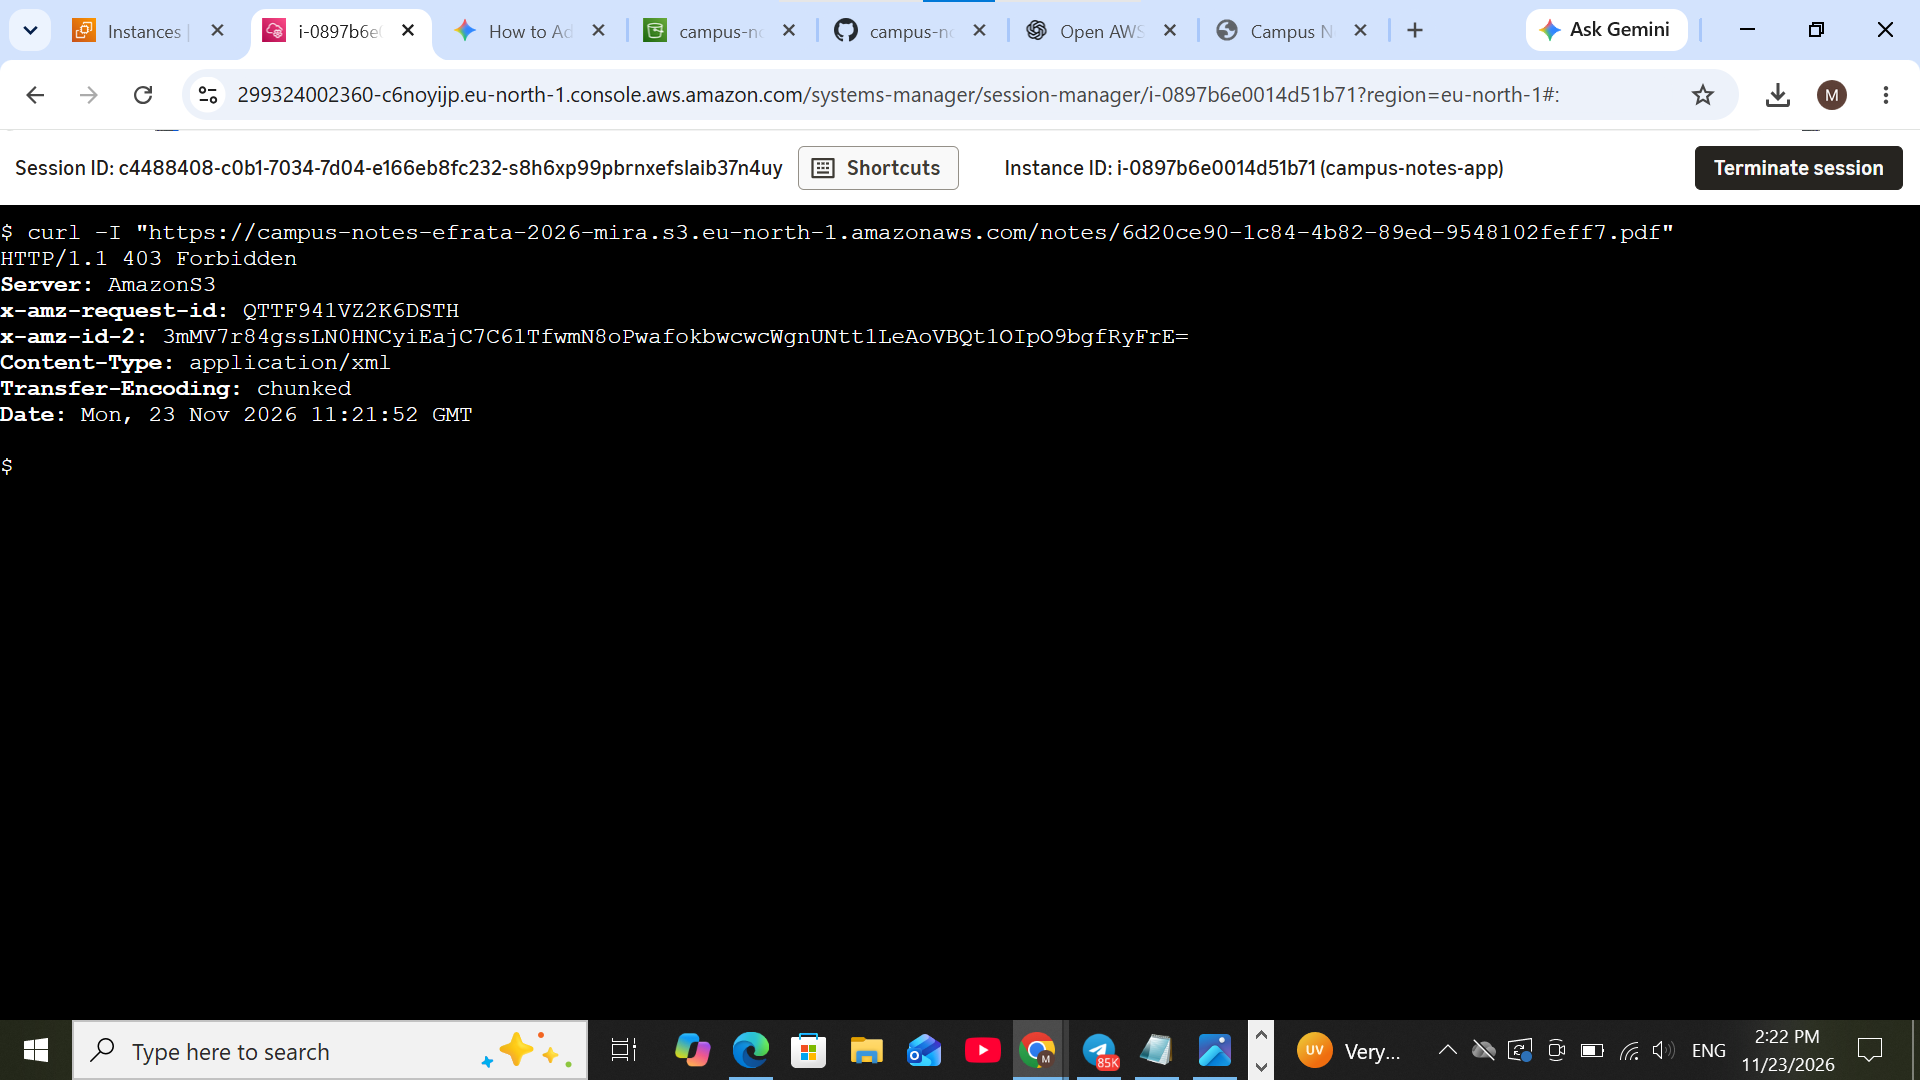 Instances |
i-0897b6e0
How to Ad
campus-no
campus-no
Open AWS
Campus N
Ask Gemini
299324002360-c6noyijp.eu-north-1.console.aws.amazon.com/systems-manager/session-manager/i-0897b6e0014d51b71?region=eu-north-1#:
M
Session ID: c4488408-c0b1-7034-7d04-e166eb8fc232-s8h6xp99pbrnxefslaib37n4uy
Shortcuts
Instance ID: i-0897b6e0014d51b71 (campus-notes-app)
Terminate session
$ curl -I "https://campus-notes-efrata-2026-mira.s3.eu-north-1.amazonaws.com/notes/6d20ce90-1c84-4b82-89ed-9548102feff7.pdf"
HTTP/1.1 403 Forbidden
Server: AmazonS3
x-amz-request-id: QTTF941VZ2K6DSTH
x-amz-id-2: 3mMV7r84gssLN0HNCyiEajC7C61TfwmN8oPwafokbwcwcWgnUNtt1LeAoVBQt1OIpO9bgfRyFrE=
Content-Type: application/xml
Transfer-Encoding: chunked
Date: Mon, 23 Nov 2026 11:21:52 GMT
$
Type here to search
M
85K
UV
Very...
ENG
2:22 PM
11/23/2026